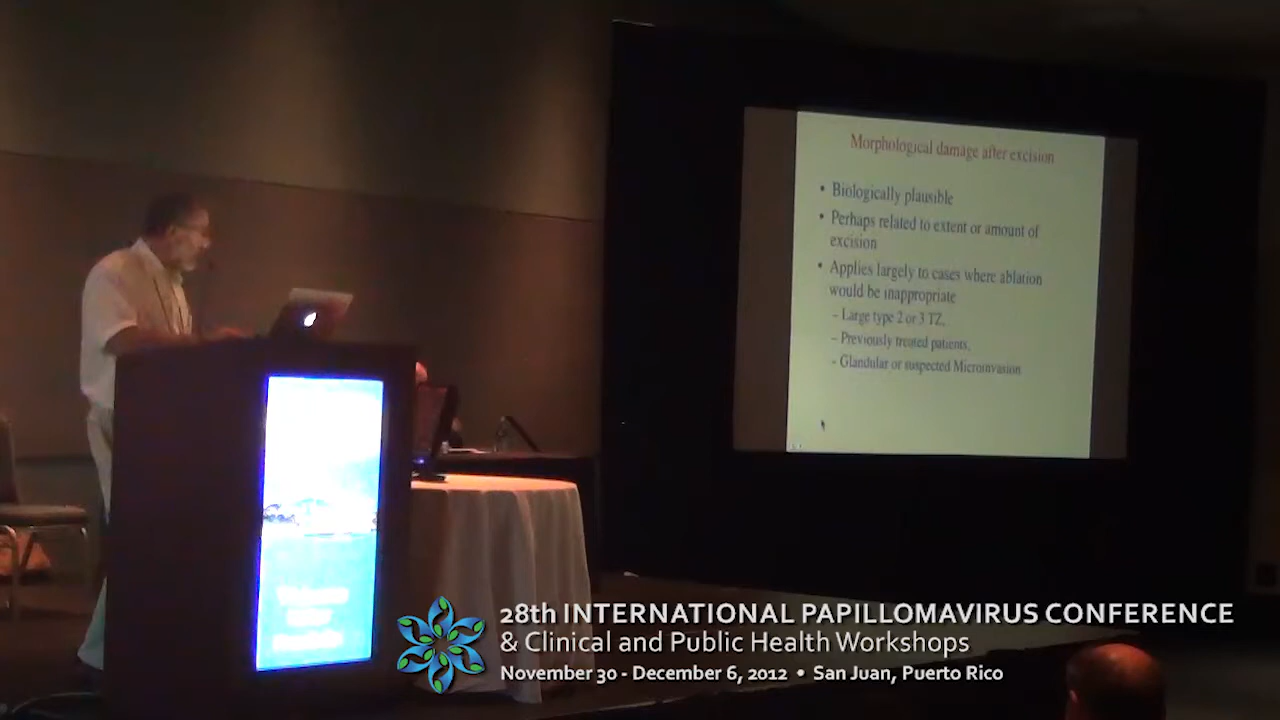 Morphological damage after excision
• Biologically plausible
• Perhaps related to extent or amount of
excision
• Applies largely to cases where ablation
would be inappropriate
– Large type 2 or 3 TZ,
– Previously treated patients,
– Glandular or suspected Microinvasion
28th INTERNATIONAL PAPILLOMAVIRUS CONFERENCE
& Clinical and Public Health Workshops
November 30 - December 6, 2012 • San Juan, Puerto Rico